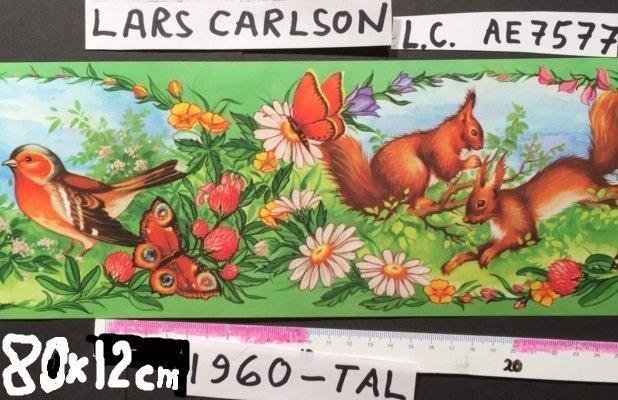 LARS CARLSON
L.C. AE7577
80x12cm
1960-TAL
20